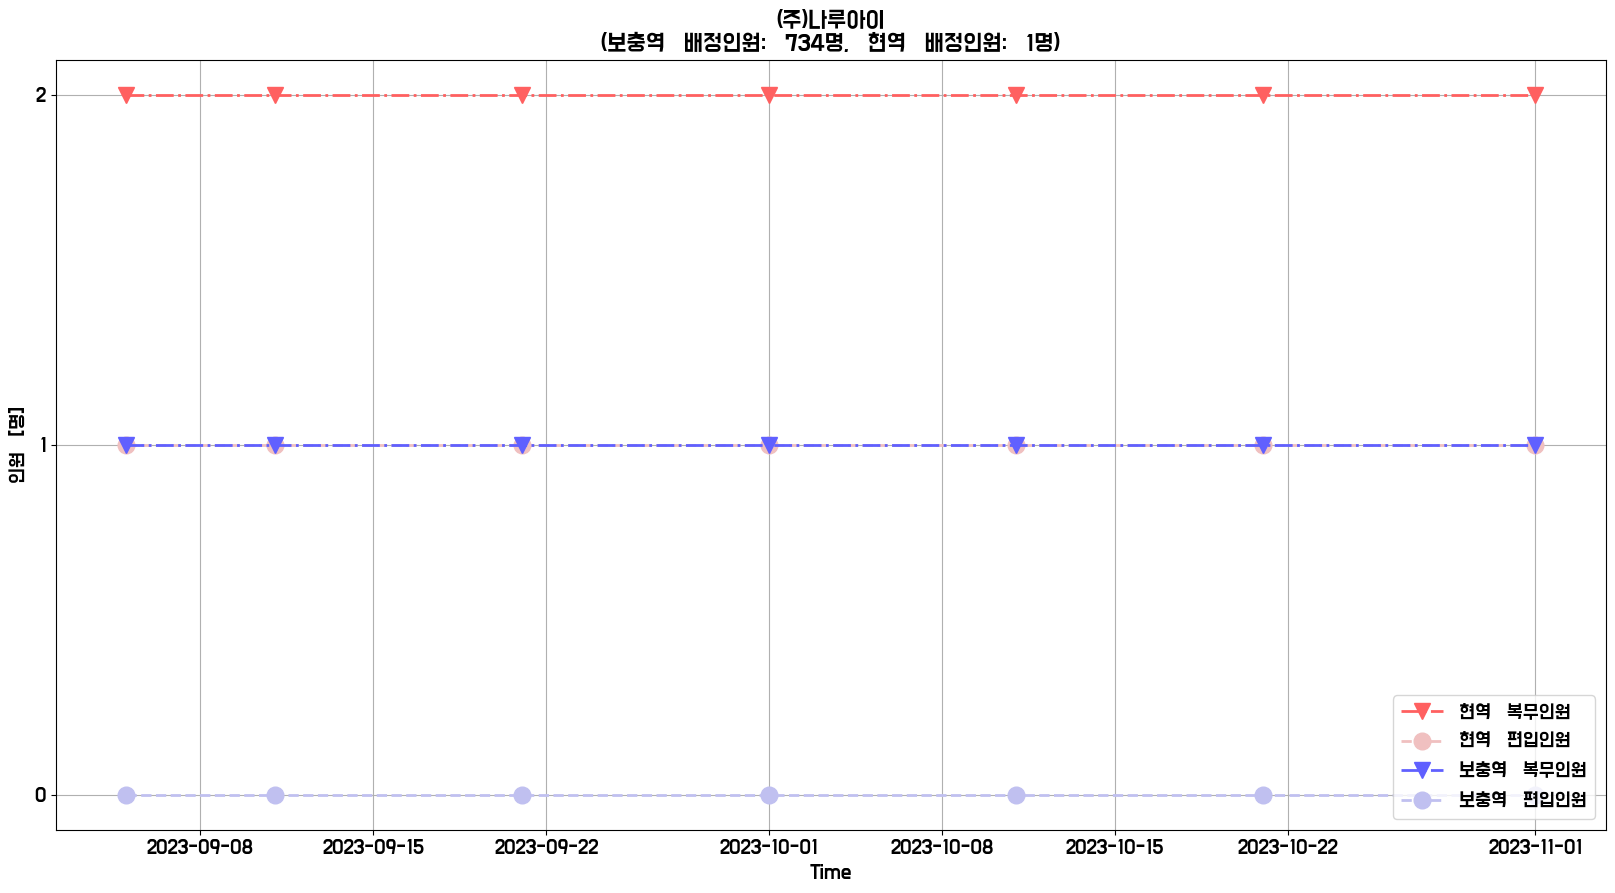 (주)나루아이
(보충역 배정인원: 734명, 현역 배정인원: 1명)
인원 [명]
2
1
0
현역 복무인원
현역 편입인원
보충역 복무인원
보충역 편입인원
2023-09-08 2023-09-15 2023-09-22 2023-10-01 2023-10-08 2023-10-15 2023-10-22 2023-11-01
Time